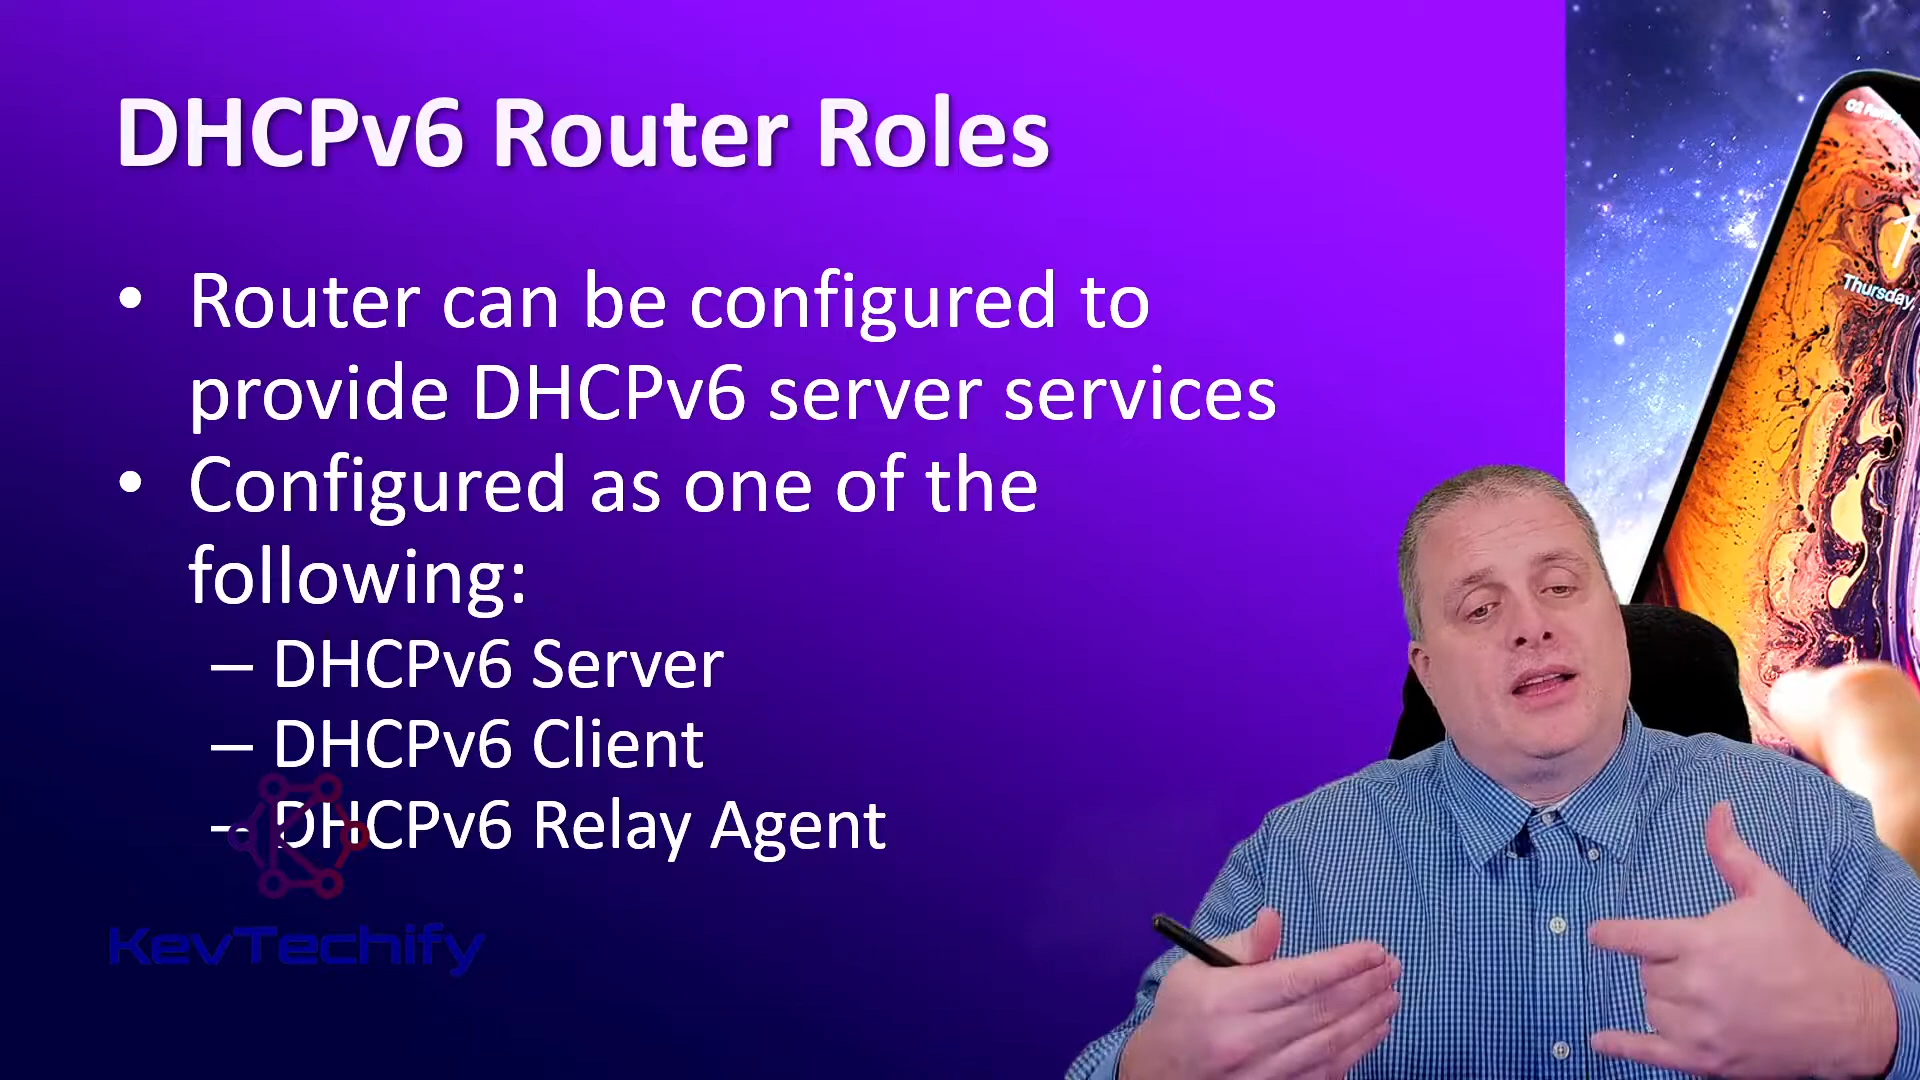 DHCPv6 Router Roles
• Router can be configured to
provide DHCPv6 server services
• Configured as one of the
following:
– DHCPv6 Server
– DHCPv6 Client
– DHCPv6 Relay Agent
KevTechify
Thursday,